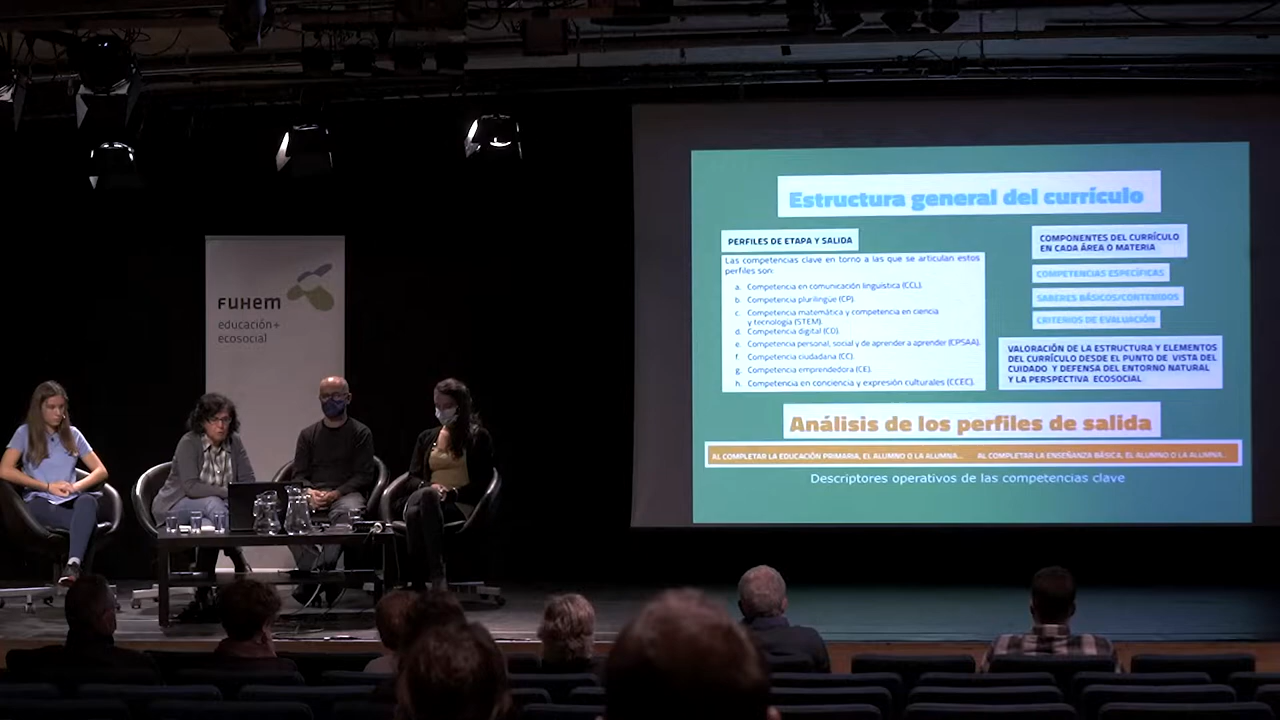 FUHem
educación+
ecosocial
Estructura general del currículo
PERFILES DE ETAPA Y SALIDA
Las competencias clave en torno a las que se articulan estos
perfiles son:
a. Competencia en comunicación lingüística (CCL).
b. Competencia plurilingüe (CP).
c. Competencia matemática y competencia en ciencia
y tecnología (STEM).
d. Competencia digital (CD).
e. Competencia personal, social y de aprender a aprender (CPSAA).
f. Competencia ciudadana (CC).
g. Competencia emprendedora (CE).
h. Competencia en conciencia y expresión culturales (CCEC).
COMPONENTES DEL CURRÍCULO
EN CADA ÁREA O MATERIA
COMPETENCIAS ESPECÍFICAS
SABERES BÁSICOS/CONTENIDOS
CRITERIOS DE EVALUACIÓN
VALORACIÓN DE LA ESTRUCTURA Y ELEMENTOS
DEL CURRÍCULO DESDE EL PUNTO DE VISTA DEL
CUIDADO Y DEFENSA DEL ENTORNO NATURAL
Y LA PERSPECTIVA ECOSOCIAL
Análisis de los perfiles de salida
AL COMPLETAR LA EDUCACIÓN PRIMARIA, EL ALUMNO O LA ALUMNA... AL COMPLETAR LA ENSEÑANZA BÁSICA, EL ALUMNO O LA ALUMNA...
Descriptores operativos de las competencias clave